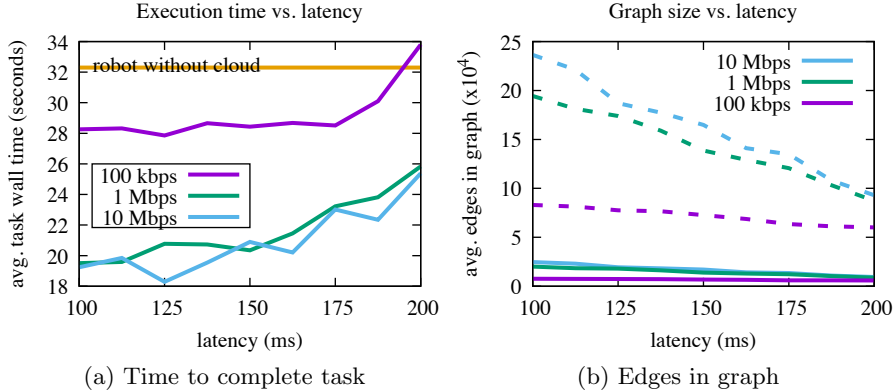 Execution time vs. latency
avg. task wall time (seconds)
34
32
30
28
26
24
22
20
18
robot without cloud
100 kbps
1 Mbps
10 Mbps
100 125 150 175 200
latency (ms)
(a) Time to complete task
Graph size vs. latency
avg. edges in graph (x10⁴)
25
20
15
10
5
0
10 Mbps
1 Mbps
100 kbps
100 125 150 175 200
latency (ms)
(b) Edges in graph